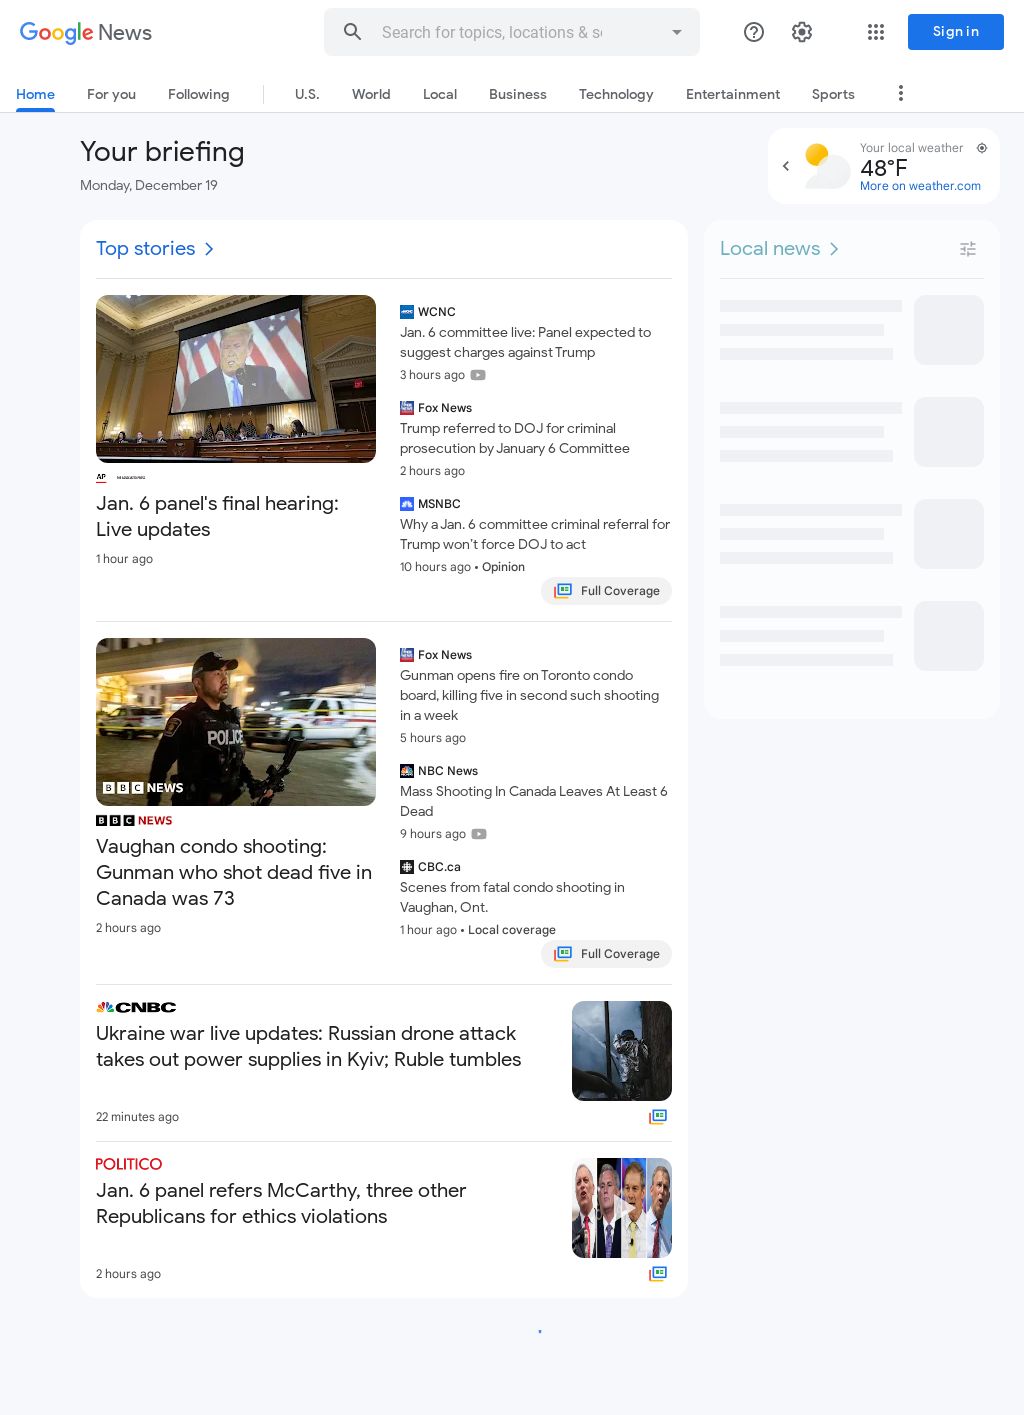 Google News
Search for topics, locations & so
Sign in
Home For you Following U.S. World Local Business Technology Entertainment Sports
Your briefing
Monday, December 19
Your local weather
48°F
More on weather.com
Top stories
Local news
AP
Jan. 6 panel's final hearing:
Live updates
1 hour ago
WCNC
Jan. 6 committee live: Panel expected to
suggest charges against Trump
3 hours ago
Fox News
Trump referred to DOJ for criminal
prosecution by January 6 Committee
2 hours ago
MSNBC
Why a Jan. 6 committee criminal referral for
Trump won't force DOJ to act
10 hours ago • Opinion
Full Coverage
POLICE
BBC NEWS
BBC NEWS
Vaughan condo shooting:
Gunman who shot dead five in
Canada was 73
2 hours ago
Fox News
Gunman opens fire on Toronto condo
board, killing five in second such shooting
in a week
5 hours ago
NBC News
Mass Shooting In Canada Leaves At Least 6
Dead
9 hours ago
CBC.ca
Scenes from fatal condo shooting in
Vaughan, Ont.
1 hour ago • Local coverage
Full Coverage
CNBC
Ukraine war live updates: Russian drone attack
takes out power supplies in Kyiv; Ruble tumbles
22 minutes ago
POLITICO
Jan. 6 panel refers McCarthy, three other
Republicans for ethics violations
2 hours ago